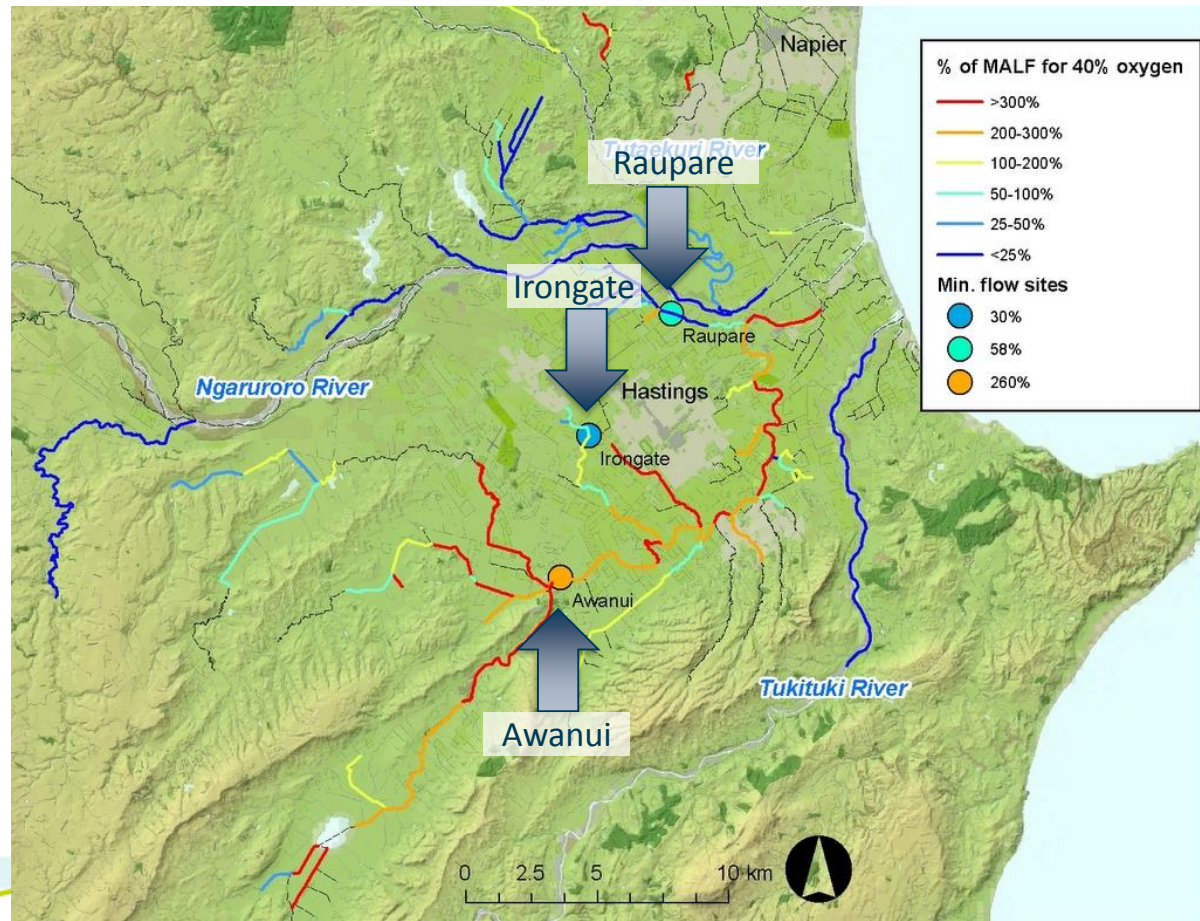 Napier
% of MALF for 40% oxygen
>300%
200-300%
100-200%
50-100%
25-50%
<25%
Min. flow sites
30%
58%
260%
Tutaekuri River
Raupare
Irongate
Raupare
Ngaruroro River
Hastings
Irongate
Awanui
Tukituki River
Awanui
0 2.5 5 10 km